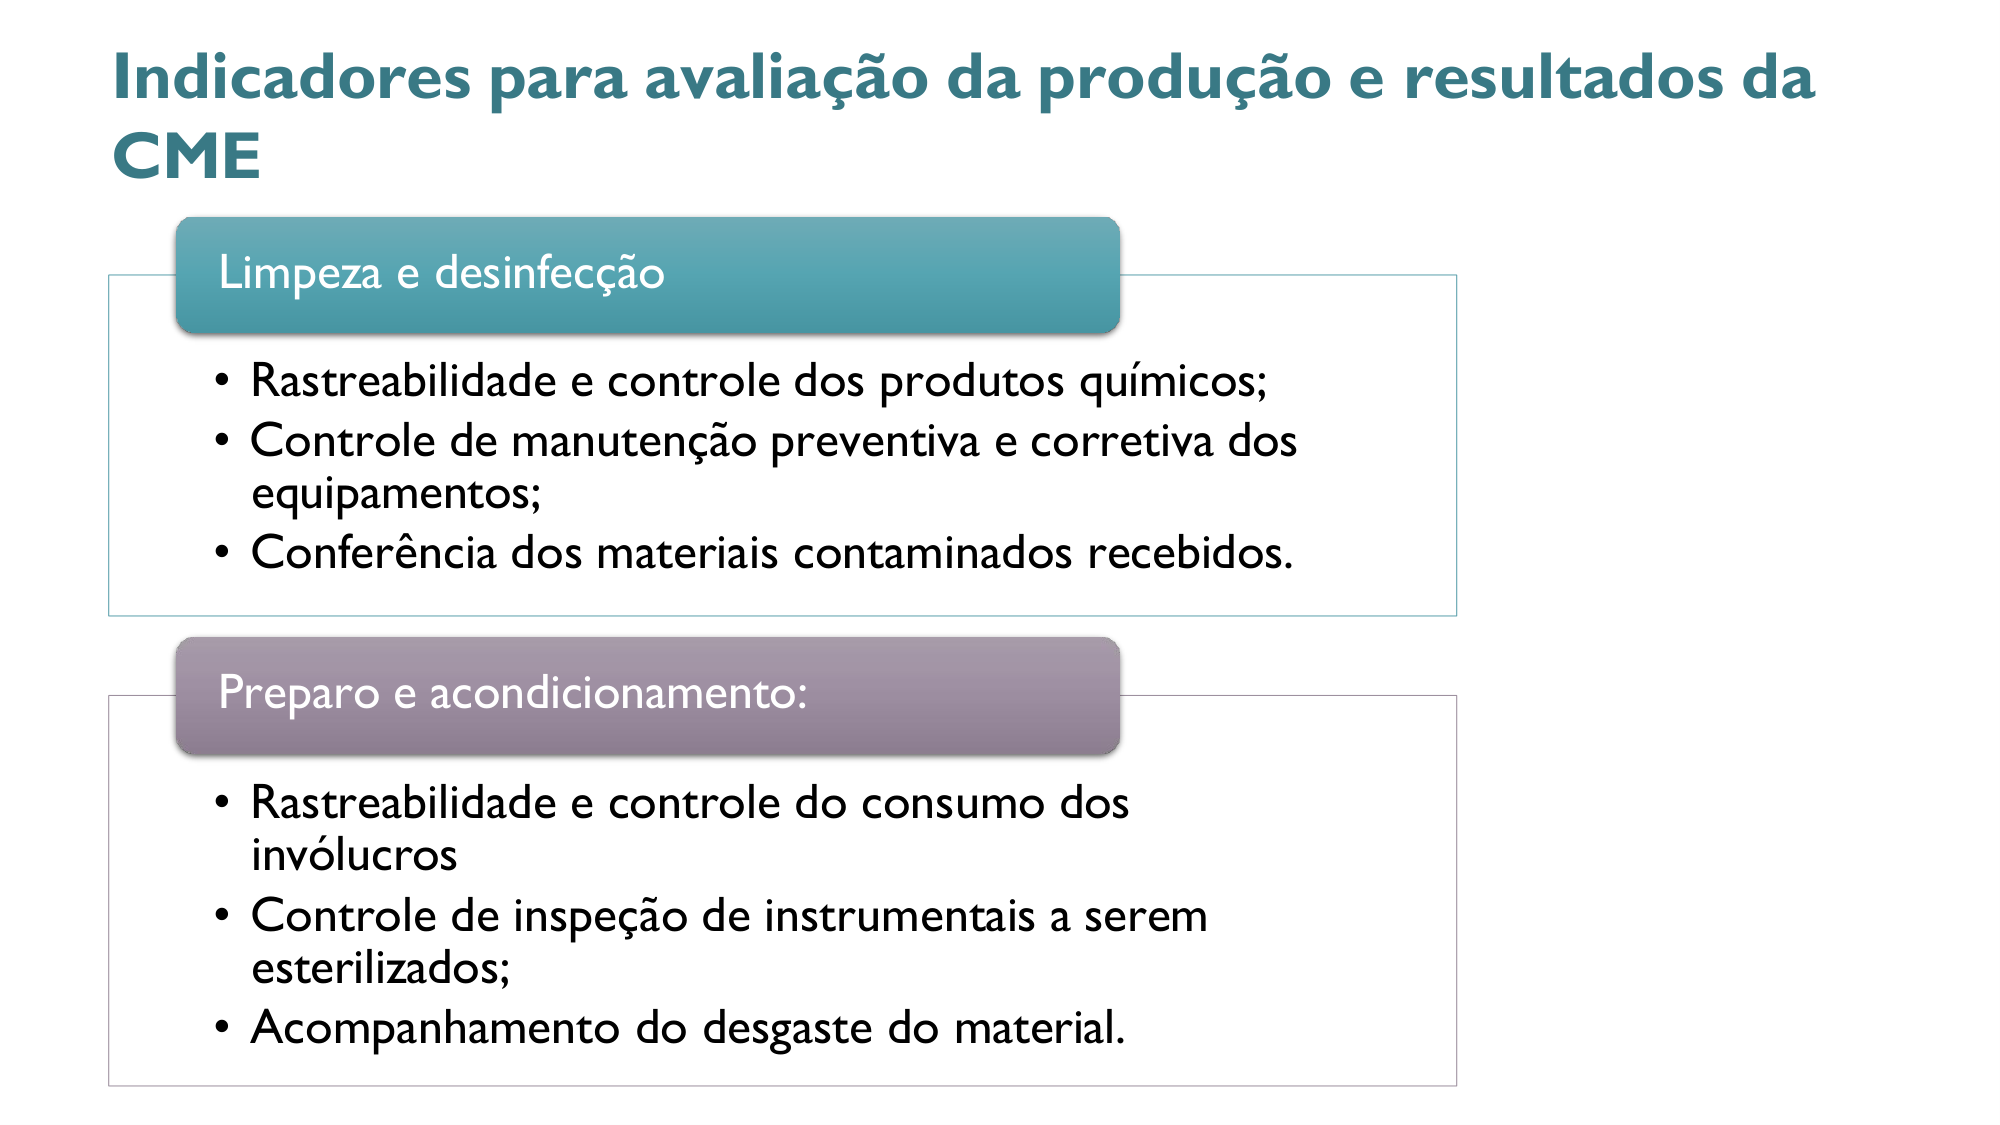 Indicadores para avaliação da produção e resultados da
CME
Limpeza e desinfecção
• Rastreabilidade e controle dos produtos químicos;
• Controle de manutenção preventiva e corretiva dos
equipamentos;
• Conferência dos materiais contaminados recebidos.
Preparo e acondicionamento:
• Rastreabilidade e controle do consumo dos
invólucros
• Controle de inspeção de instrumentais a serem
esterilizados;
• Acompanhamento do desgaste do material.